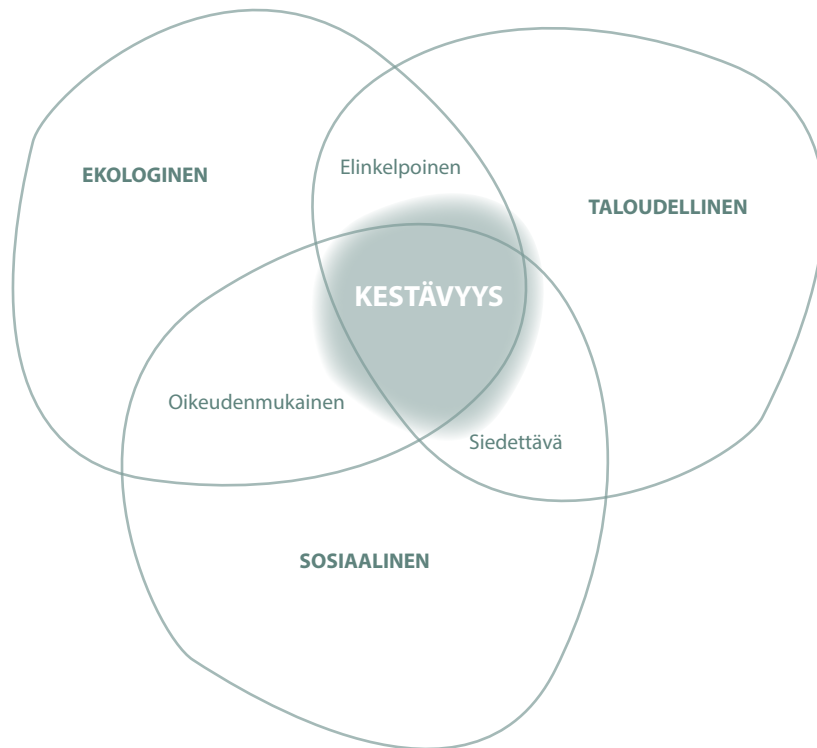 Elinkelpoinen
EKOLOGINEN
TALOUDELLINEN
KESTÄVYYS
Oikeudenmukainen
Siedettävä
SOSIAALINEN